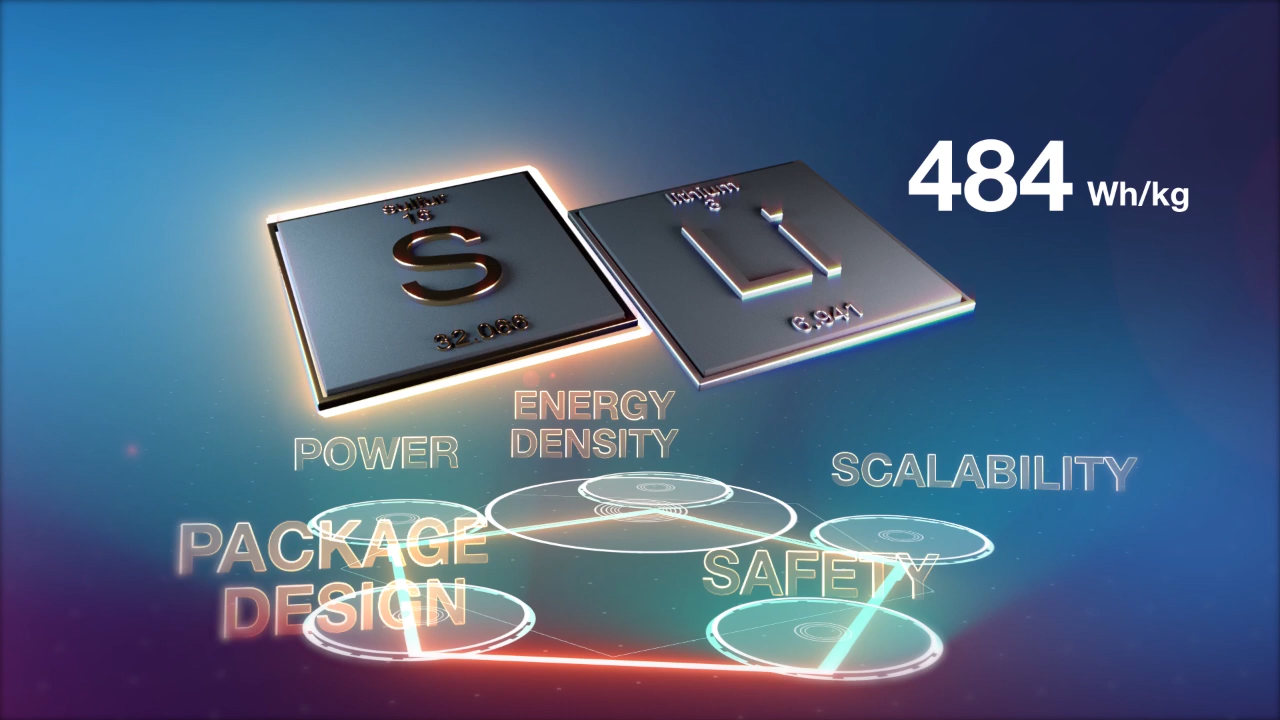 sulfur
16
S
32.066
lithium
3
Li
6.941
484 Wh/kg
ENERGY
DENSITY
POWER
SCALABILITY
PACKAGE
DESIGN
SAFETY